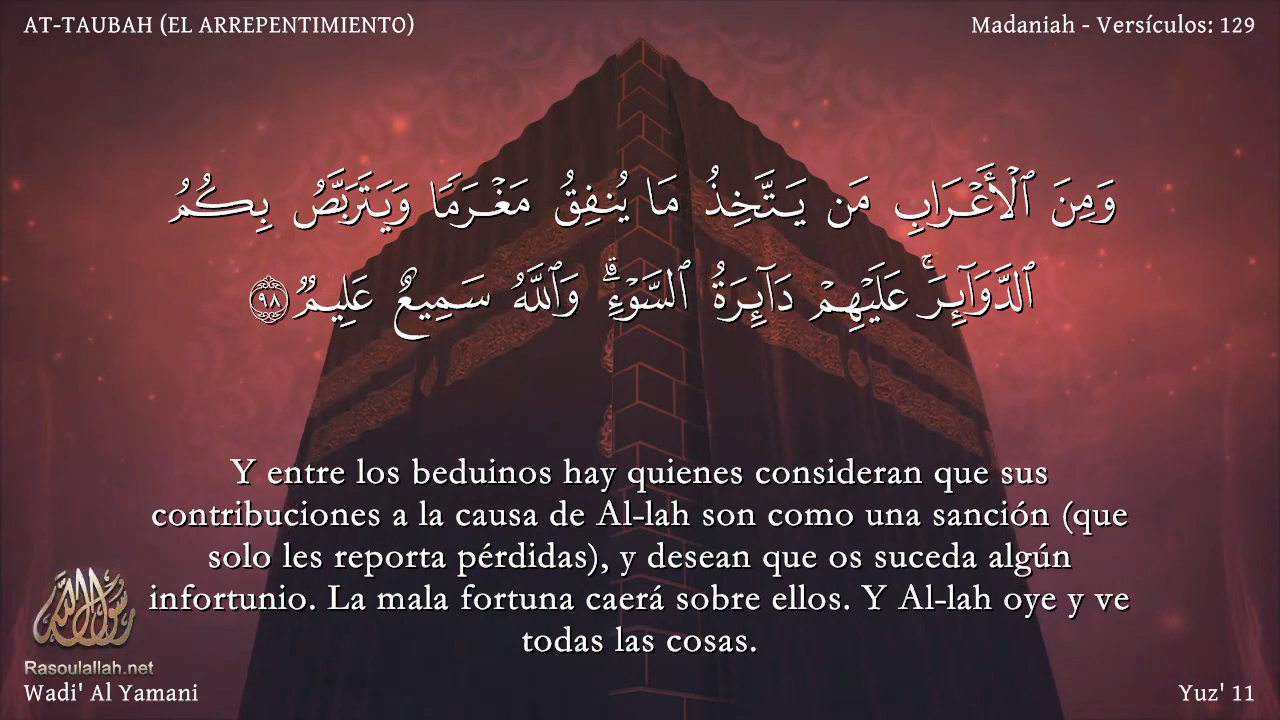 AT-TAUBAH (EL ARREPENTIMIENTO)
Madaniah - Versículos: 129
وَمِنَ ٱلْأَعْرَابِ مَن يَتَّخِذُ مَا يُنفِقُ مَغْرَمًا وَيَتَرَبَّصُ بِكُمُ
ٱلدَّوَآئِرَ ۚ عَلَيْهِمْ دَآئِرَةُ ٱلسَّوْءِ ۗ وَٱللَّهُ سَمِيعٌ عَلِيمٌ ٩٨
Y entre los beduinos hay quienes consideran que sus
contribuciones a la causa de Al-lah son como una sanción (que
solo les reporta pérdidas), y desean que os suceda algún
infortunio. La mala fortuna caerá sobre ellos. Y Al-lah oye y ve
todas las cosas.
رسول الله
Rasoulallah.net
Wadi' Al Yamani
Yuz' 11